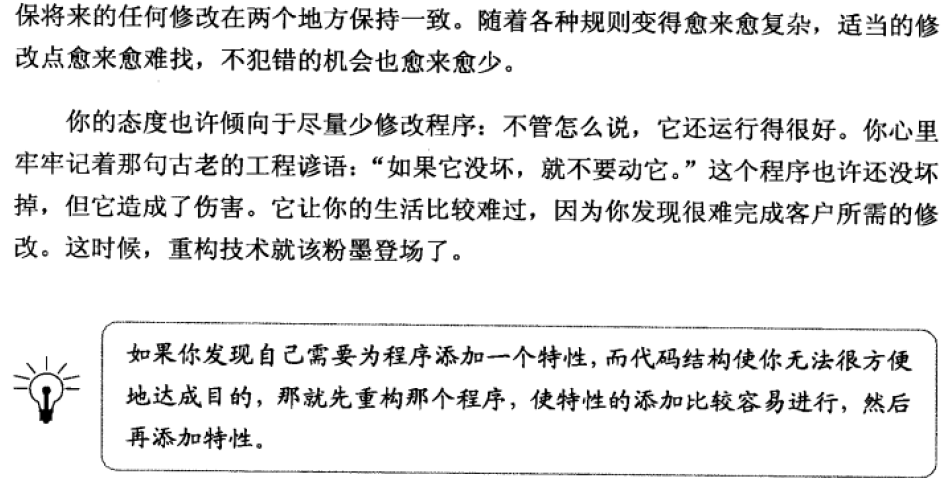 保将来的任何修改在两个地方保持一致。随着各种规则变得愈来愈复杂，适当的修
改点愈来愈难找，不犯错的机会也愈来愈少。
你的态度也许倾向于尽量少修改程序：不管怎么说，它还运行得很好。你心里
牢牢记着那句古老的工程谚语：“如果它没坏，就不要动它。”这个程序也许还没坏
掉，但它造成了伤害。它让你的生活比较难过，因为你发现很难完成客户所需的修
改。这时候，重构技术就该粉墨登场了。
如果你发现自己需要为程序添加一个特性，而代码结构使你无法很方便
地达成目的，那就先重构那个程序，使特性的添加比较容易进行，然后
再添加特性。